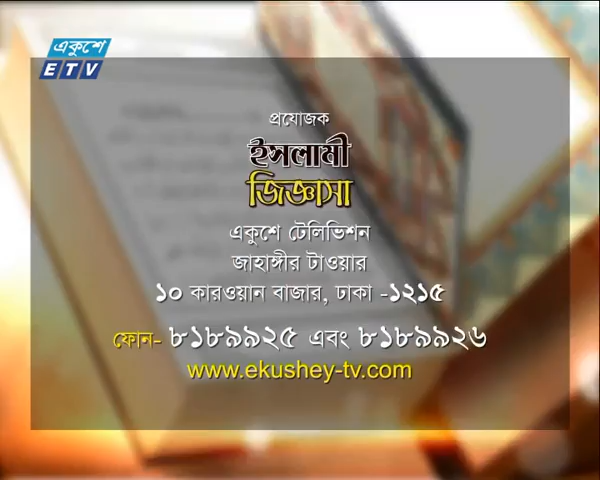 একুশে
ETV
প্রযোজক
ইসলামী
জিজ্ঞাসা
একুশে টেলিভিশন
জাহাঙ্গীর টাওয়ার
১০ কারওয়ান বাজার, ঢাকা -১২১৫
ফোন- ৮১৮৯৯২৫ এবং ৮১৮৯৯২৬
www.ekushey-tv.com